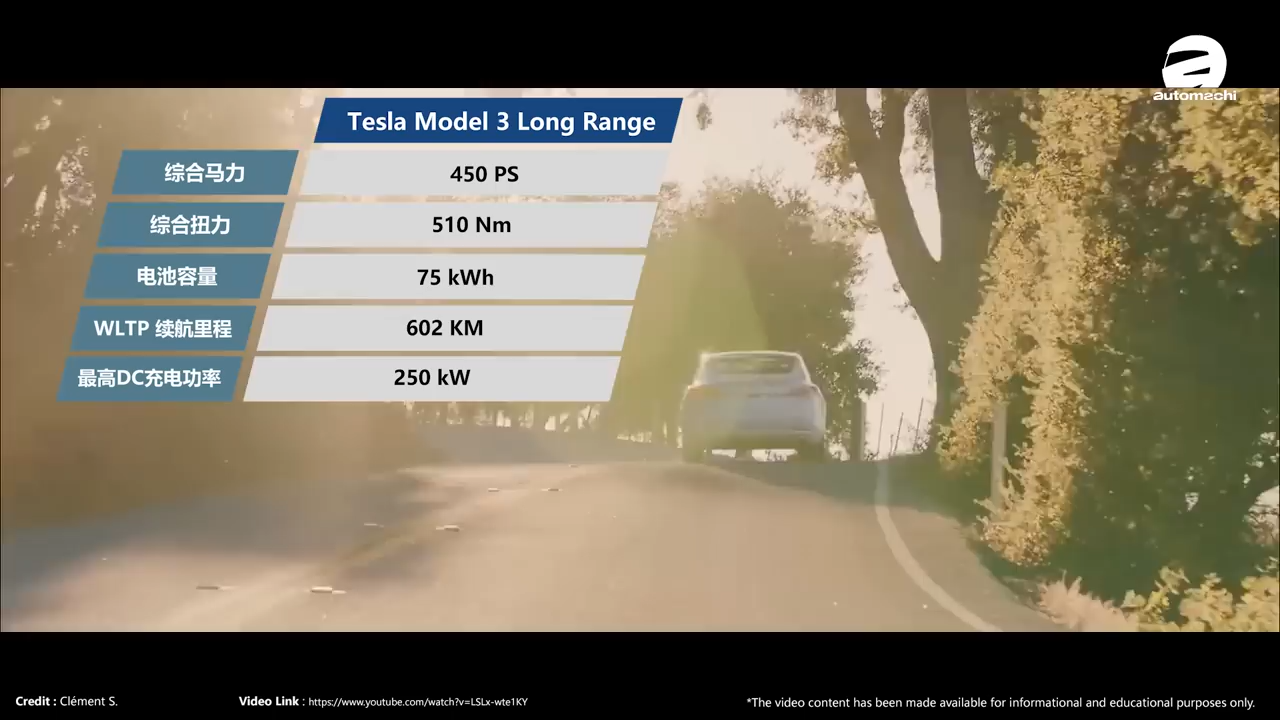 automachi
Tesla Model 3 Long Range
综合马力 450 PS
综合扭力 510 Nm
电池容量 75 kWh
WLTP 续航里程 602 KM
最高DC充电功率 250 kW
Credit : Clément S.
Video Link : https://www.youtube.com/watch?v=LSLx-wte1KY
*The video content has been made available for informational and educational purposes only.